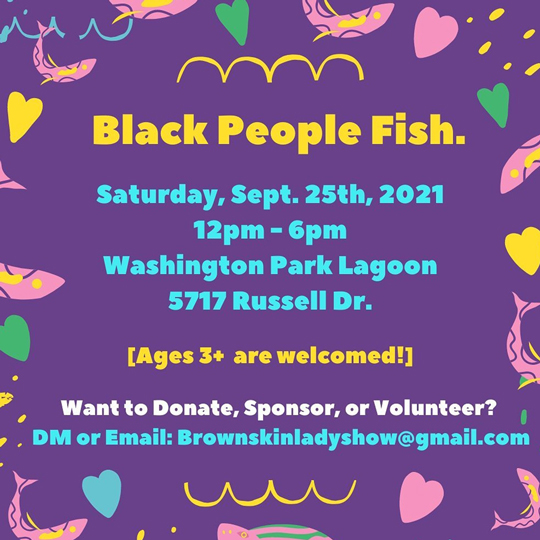 Black People Fish.
Saturday, Sept. 25th, 2021
12pm - 6pm
Washington Park Lagoon
5717 Russell Dr.
[Ages 3+ are welcomed!]
Want to Donate, Sponsor, or Volunteer?
DM or Email: Brownskinladyshow@gmail.com